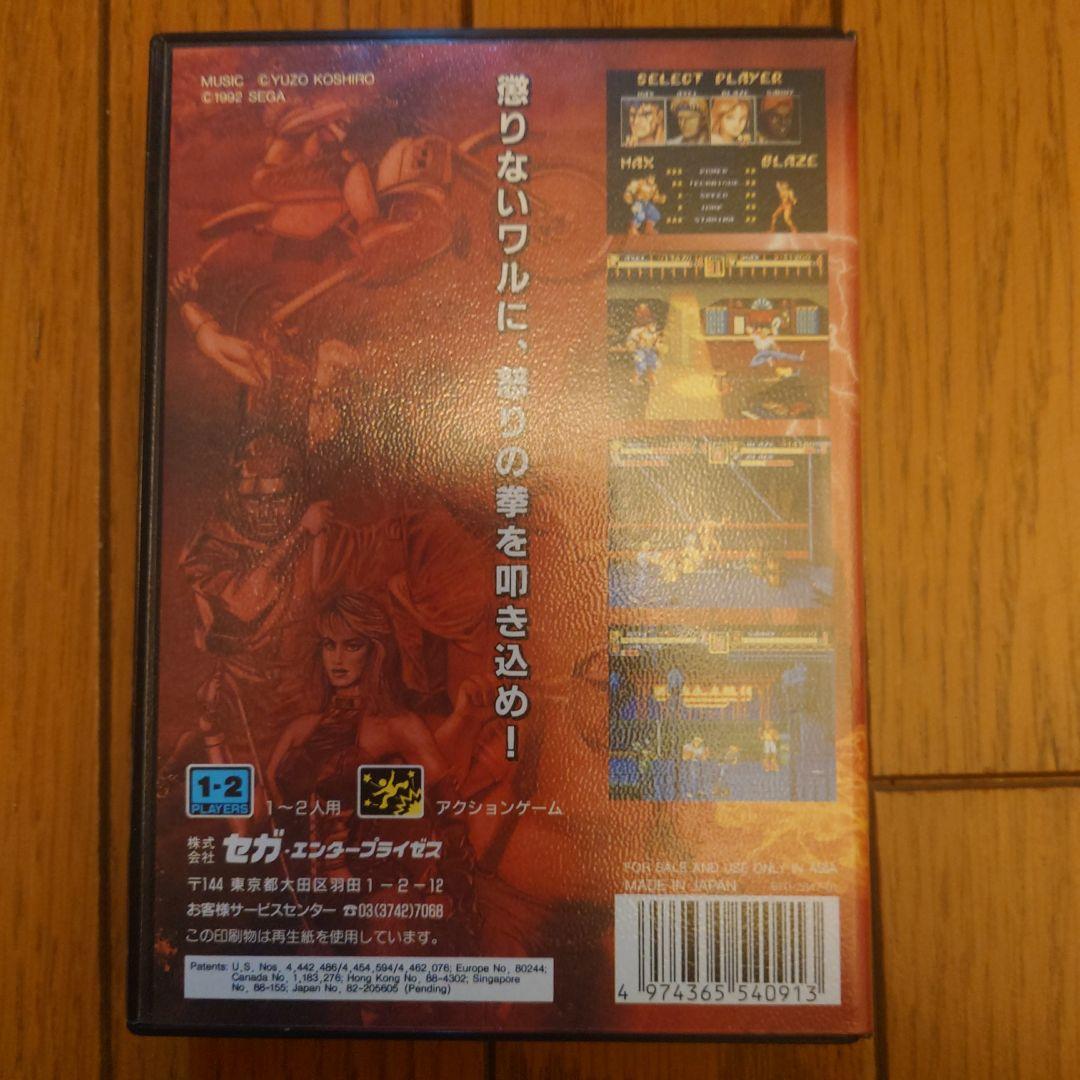 MUSIC ©YUZO KOSHIRO
©1992 SEGA
懲りないワルに、怒りの拳を叩き込め!
SELECT PLAYER
MAX AXEL BLAZE SAMMY
MAX BLAZE
POWER
TECHNIQUE
SPEED
JUMP
STAMINA
1-2
PLAYERS
1〜2人用
アクションゲーム
株式会社 セガ・エンタープライゼス
〒144 東京都大田区羽田1-2-12
お客様サービスセンター ☎03(3742)7068
この印刷物は再生紙を使用しています。
Patents: U.S. Nos. 4,442,486/4,454,594/4,462,076; Europe No. 80244;
Canada No. 1,183,276; Hong Kong No. 88-4302; Singapore
No. 88-155; Japan No. 82-205605 (Pending)
FOR SALE AND USE ONLY IN ASIA
MADE IN JAPAN
4 974365 540913